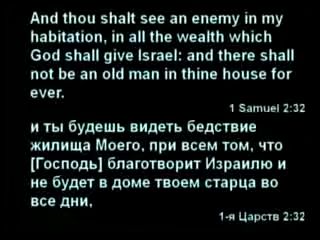 And thou shalt see an enemy in my
habitation, in all the wealth which
God shall give Israel: and there shall
not be an old man in thine house for
ever.
1 Samuel 2:32
и ты будешь видеть бедствие
жилища Моего, при всем том, что
[Господь] благотворит Израилю и
не будет в доме твоем старца во
все дни,
1-я Царств 2:32